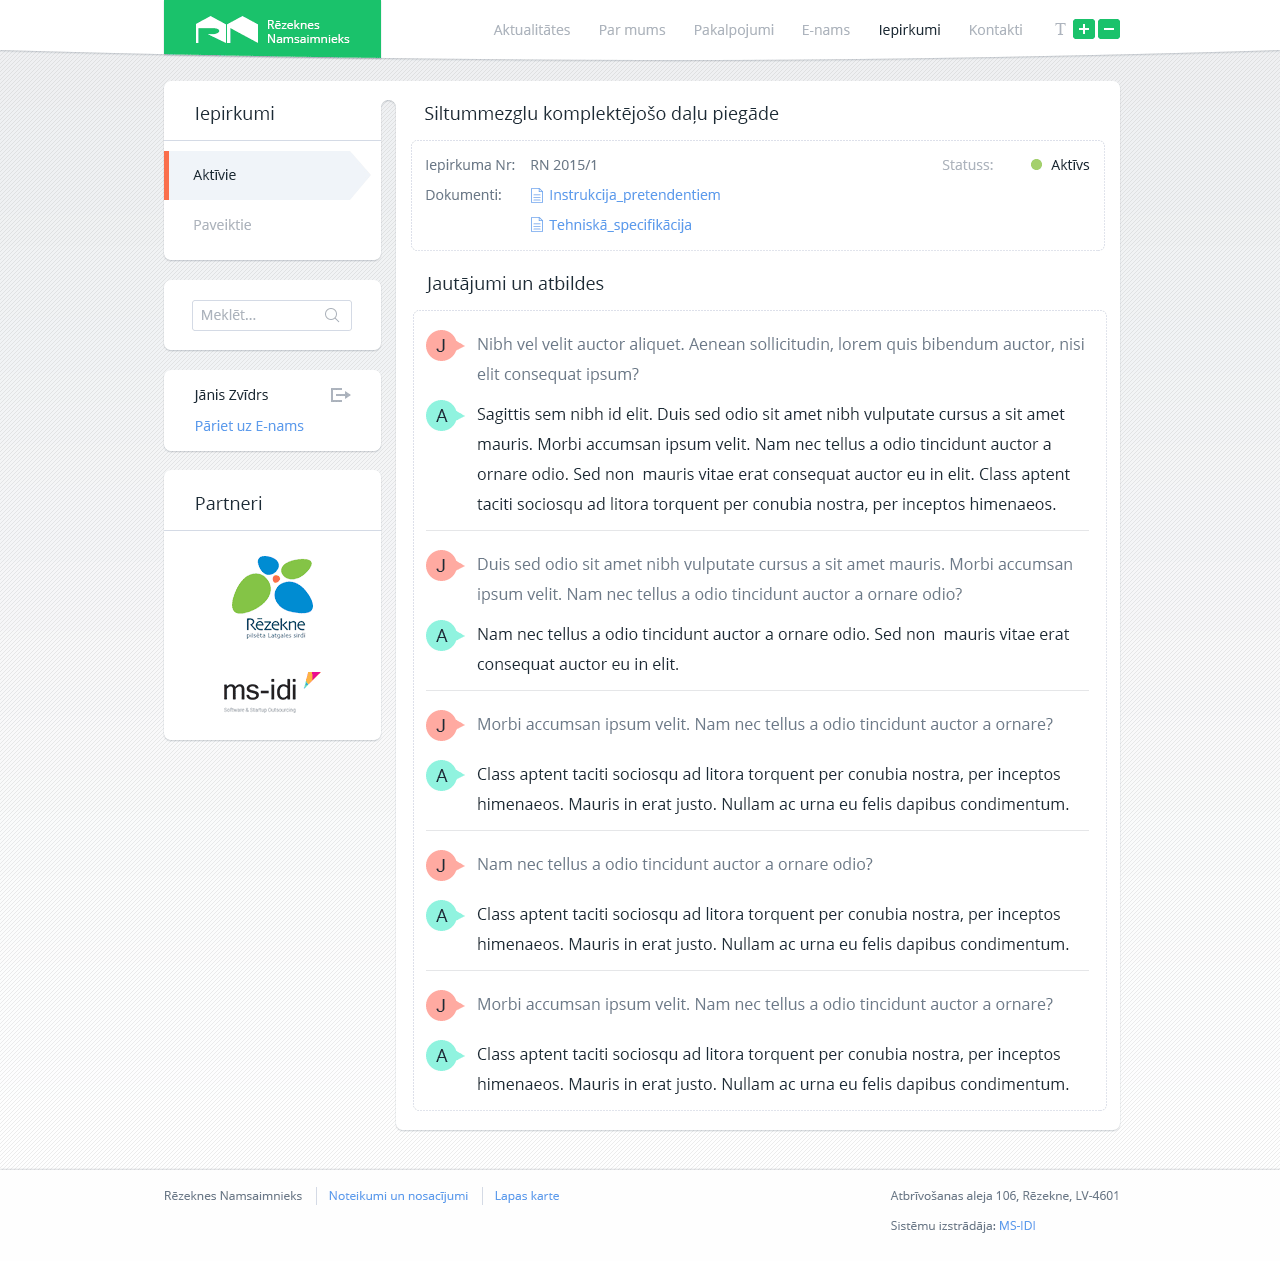 Rēzeknes
Namsaimnieks
Aktualitātes
Par mums
Pakalpojumi
E-nams
Iepirkumi
Kontakti
T
+
−
Iepirkumi
Aktīvie
Paveiktie
Meklēt...
Jānis Zvīdrs
Pāriet uz E-nams
Partneri
Rēzekne
pilsēta Latgales sirdī
ms-idi
Software & Startup Outsourcing
Siltummezglu komplektējošo daļu piegāde
Iepirkuma Nr: RN 2015/1
Statuss: Aktīvs
Dokumenti: Instrukcija_pretendentiem
Tehniskā_specifikācija
Jautājumi un atbildes
J Nibh vel velit auctor aliquet. Aenean sollicitudin, lorem quis bibendum auctor, nisi
elit consequat ipsum?
A Sagittis sem nibh id elit. Duis sed odio sit amet nibh vulputate cursus a sit amet
mauris. Morbi accumsan ipsum velit. Nam nec tellus a odio tincidunt auctor a
ornare odio. Sed non  mauris vitae erat consequat auctor eu in elit. Class aptent
taciti sociosqu ad litora torquent per conubia nostra, per inceptos himenaeos.
J Duis sed odio sit amet nibh vulputate cursus a sit amet mauris. Morbi accumsan
ipsum velit. Nam nec tellus a odio tincidunt auctor a ornare odio?
A Nam nec tellus a odio tincidunt auctor a ornare odio. Sed non  mauris vitae erat
consequat auctor eu in elit.
J Morbi accumsan ipsum velit. Nam nec tellus a odio tincidunt auctor a ornare?
A Class aptent taciti sociosqu ad litora torquent per conubia nostra, per inceptos
himenaeos. Mauris in erat justo. Nullam ac urna eu felis dapibus condimentum.
J Nam nec tellus a odio tincidunt auctor a ornare odio?
A Class aptent taciti sociosqu ad litora torquent per conubia nostra, per inceptos
himenaeos. Mauris in erat justo. Nullam ac urna eu felis dapibus condimentum.
J Morbi accumsan ipsum velit. Nam nec tellus a odio tincidunt auctor a ornare?
A Class aptent taciti sociosqu ad litora torquent per conubia nostra, per inceptos
himenaeos. Mauris in erat justo. Nullam ac urna eu felis dapibus condimentum.
Rēzeknes Namsaimnieks
Noteikumi un nosacījumi
Lapas karte
Atbrīvošanas aleja 106, Rēzekne, LV-4601
Sistēmu izstrādāja: MS-IDI